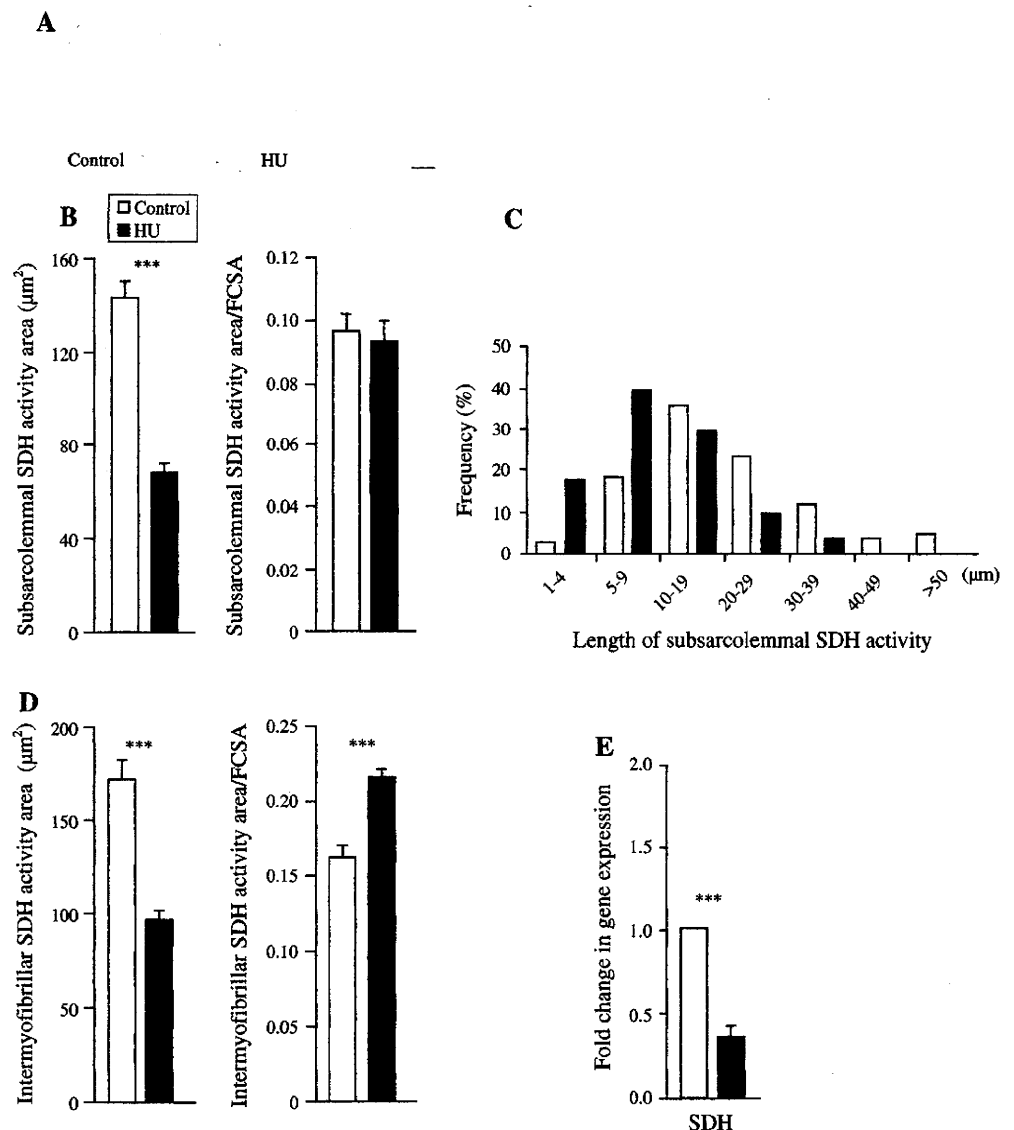 A
Control
HU
B
Control
HU
Subsarcolemmal SDH activity area (μm²)
160
120
80
40
0
***
Subsarcolemmal SDH activity area/FCSA
0.12
0.10
0.08
0.06
0.04
0.02
0
C
Frequency (%)
50
40
30
20
10
0
1-4
5-9
10-19
20-29
30-39
40-49
>50
(μm)
Length of subsarcolemmal SDH activity
D
Intermyofibrillar SDH activity area (μm²)
200
150
100
50
0
***
Intermyofibrillar SDH activity area/FCSA
0.25
0.20
0.15
0.10
0.05
0
***
E
Fold change in gene expression
2.0
1.5
1.0
0.5
0.0
***
SDH